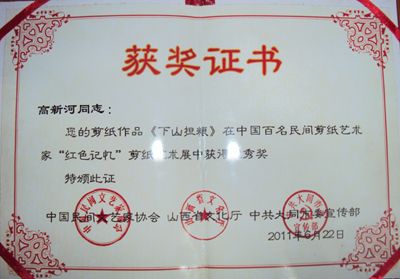 获奖证书
高新河同志：
您的剪纸作品《下山担粮》在中国百名民间剪纸艺术
家“红色记忆”剪纸艺术展中获得优秀奖
特颁此证
中国民间文艺家协会 山西省文化厅 中共大同市委宣传部
2011年6月22日